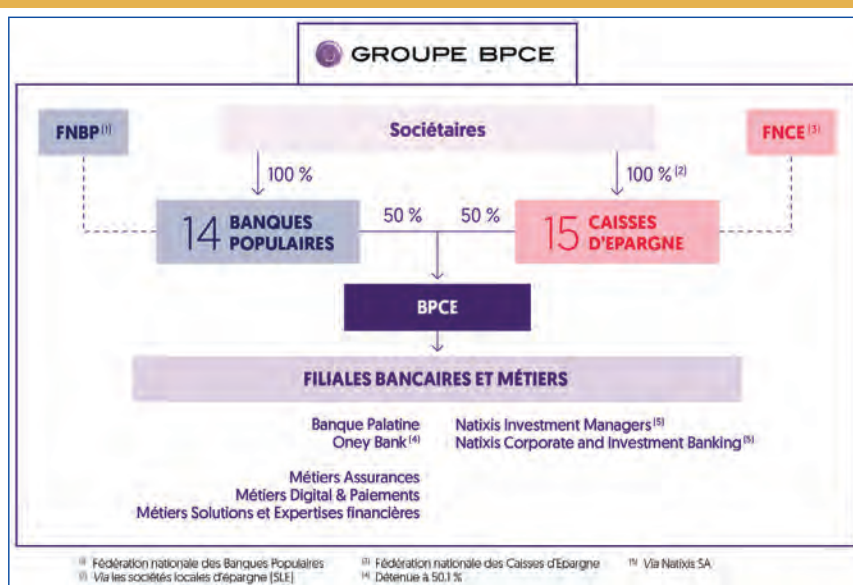 GROUPE BPCE
FNBP (1)
Sociétaires
FNCE (3)
100 %
100 % (2)
14 BANQUES POPULAIRES
50 %
50 %
15 CAISSES D'EPARGNE
BPCE
FILIALES BANCAIRES ET MÉTIERS
Banque Palatine
Oney Bank (4)
Natixis Investment Managers (5)
Natixis Corporate and Investment Banking (5)
Métiers Assurances
Métiers Digital & Paiements
Métiers Solutions et Expertises financières
(1) Fédération nationale des Banques Populaires
(2) Via les sociétés locales d'épargne (SLE)
(3) Fédération nationale des Caisses d'Epargne
(4) Détenue à 50.1 %
(5) Via Natixis SA